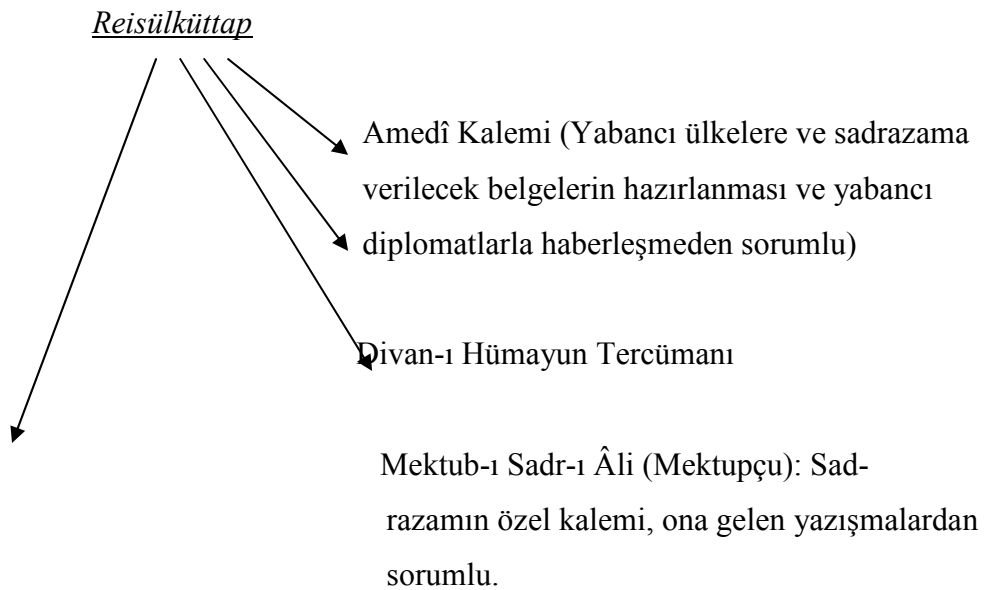 Reisülküttap
Amedî Kalemi (Yabancı ülkelere ve sadrazama
verilecek belgelerin hazırlanması ve yabancı
diplomatlarla haberleşmeden sorumlu)
Divan-ı Hümayun Tercümanı
Mektub-ı Sadr-ı Âli (Mektupçu): Sad-
razamın özel kalemi, ona gelen yazışmalardan
sorumlu.